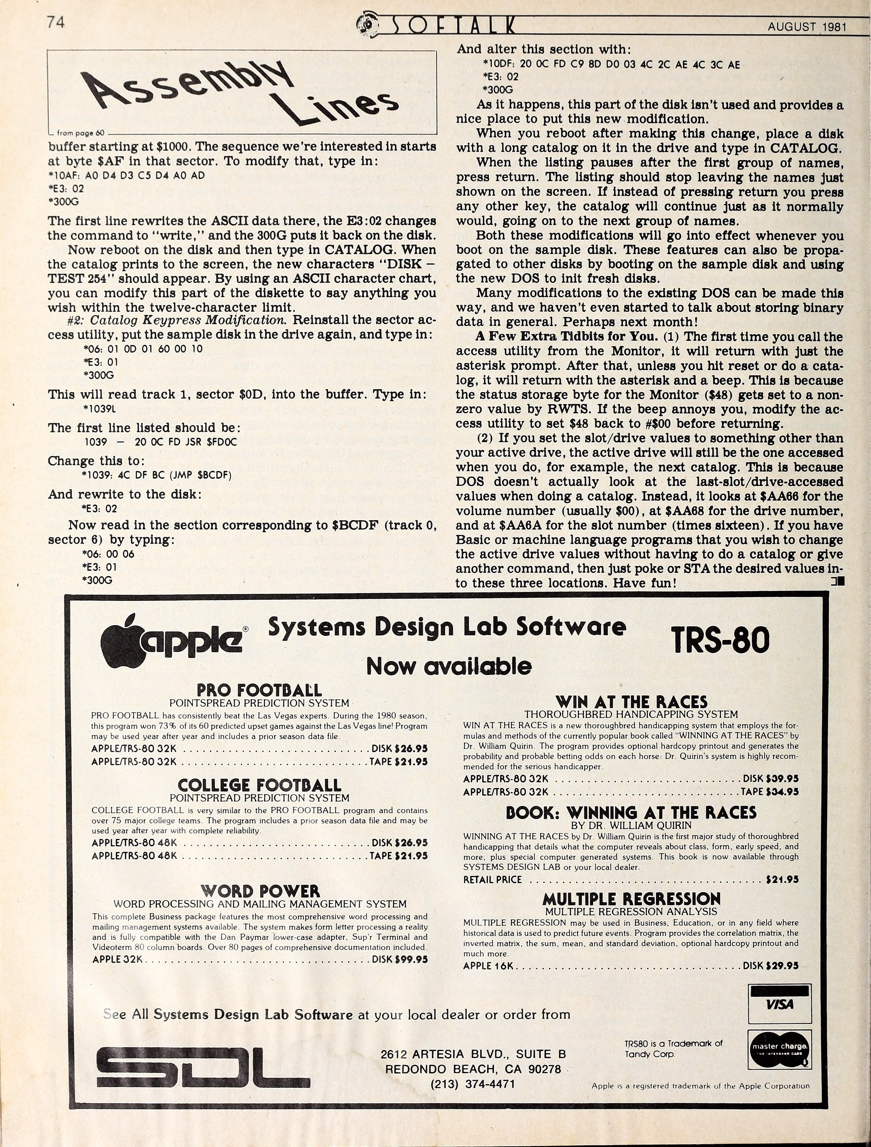 74
SOFTALK
AUGUST 1981
Assembly
Lines
from page 60
buffer starting at $1000. The sequence we're interested in starts
at byte $AF in that sector. To modify that, type in:
*10AF: A0 D4 D3 C5 D4 A0 AD
*E3: 02
*300G
The first line rewrites the ASCII data there, the E3:02 changes
the command to "write," and the 300G puts it back on the disk.
Now reboot on the disk and then type in CATALOG. When
the catalog prints to the screen, the new characters "DISK –
TEST 254" should appear. By using an ASCII character chart,
you can modify this part of the diskette to say anything you
wish within the twelve-character limit.
#2: Catalog Keypress Modification. Reinstall the sector ac-
cess utility, put the sample disk in the drive again, and type in:
*06: 01 0D 01 60 00 10
*E3: 01
*300G
This will read track 1, sector $0D, into the buffer. Type in:
*1039L
The first line listed should be:
1039 – 20 0C FD JSR $FD0C
Change this to:
*1039: 4C DF BC (JMP $BCDF)
And rewrite to the disk:
*E3: 02
Now read in the section corresponding to $BCDF (track 0,
sector 6) by typing:
*06: 00 06
*E3: 01
*300G
And alter this section with:
*10DF: 20 0C FD C9 8D D0 03 4C 2C AE 4C 3C AE
*E3: 02
*300G
As it happens, this part of the disk isn't used and provides a
nice place to put this new modification.
When you reboot after making this change, place a disk
with a long catalog on it in the drive and type in CATALOG.
When the listing pauses after the first group of names,
press return. The listing should stop leaving the names just
shown on the screen. If instead of pressing return you press
any other key, the catalog will continue just as it normally
would, going on to the next group of names.
Both these modifications will go into effect whenever you
boot on the sample disk. These features can also be propa-
gated to other disks by booting on the sample disk and using
the new DOS to init fresh disks.
Many modifications to the existing DOS can be made this
way, and we haven't even started to talk about storing binary
data in general. Perhaps next month!
A Few Extra Tidbits for You. (1) The first time you call the
access utility from the Monitor, it will return with just the
asterisk prompt. After that, unless you hit reset or do a cata-
log, it will return with the asterisk and a beep. This is because
the status storage byte for the Monitor ($48) gets set to a non-
zero value by RWTS. If the beep annoys you, modify the ac-
cess utility to set $48 back to #$00 before returning.
(2) If you set the slot/drive values to something other than
your active drive, the active drive will still be the one accessed
when you do, for example, the next catalog. This is because
DOS doesn't actually look at the last-slot/drive-accessed
values when doing a catalog. Instead, it looks at $AA66 for the
volume number (usually $00), at $AA68 for the drive number,
and at $AA6A for the slot number (times sixteen). If you have
Basic or machine language programs that you wish to change
the active drive values without having to do a catalog or give
another command, then just poke or STA the desired values in-
to these three locations. Have fun!
apple®
Systems Design Lab Software
TRS-80
Now available
PRO FOOTBALL
POINTSPREAD PREDICTION SYSTEM
PRO FOOTBALL has consistently beat the Las Vegas experts. During the 1980 season,
this program won 73% of its 60 predicted upset games against the Las Vegas line! Program
may be used year after year and includes a prior season data file.
APPLE/TRS-80 32K . . . . . . . . . . . . . . . . . . . . . . . . . . . . . DISK $26.95
APPLE/TRS-80 32K . . . . . . . . . . . . . . . . . . . . . . . . . . . . . TAPE $21.95
COLLEGE FOOTBALL
POINTSPREAD PREDICTION SYSTEM
COLLEGE FOOTBALL is very similar to the PRO FOOTBALL program and contains
over 75 major college teams. The program includes a prior season data file and may be
used year after year with complete reliability.
APPLE/TRS-80 48K . . . . . . . . . . . . . . . . . . . . . . . . . . . . . DISK $26.95
APPLE/TRS-80 48K . . . . . . . . . . . . . . . . . . . . . . . . . . . . . TAPE $21.95
WORD POWER
WORD PROCESSING AND MAILING MANAGEMENT SYSTEM
This complete Business package features the most comprehensive word processing and
mailing management systems available. The system makes form letter processing a reality
and is fully compatible with the Dan Paymar lower-case adapter, Sup'r Terminal and
Videoterm 80 column boards. Over 80 pages of comprehensive documentation included.
APPLE 32K . . . . . . . . . . . . . . . . . . . . . . . . . . . . . . . . . . DISK $99.95
WIN AT THE RACES
THOROUGHBRED HANDICAPPING SYSTEM
WIN AT THE RACES is a new thoroughbred handicapping system that employs the for-
mulas and methods of the currently popular book called "WINNING AT THE RACES" by
Dr. William Quirin. The program provides optional hardcopy printout and generates the
probability and probable betting odds on each horse. Dr. Quirin's system is highly recom-
mended for the serious handicapper.
APPLE/TRS-80 32K . . . . . . . . . . . . . . . . . . . . . . . . . . . . . DISK $39.95
APPLE/TRS-80 32K . . . . . . . . . . . . . . . . . . . . . . . . . . . . . TAPE $34.95
BOOK: WINNING AT THE RACES
BY DR. WILLIAM QUIRIN
WINNING AT THE RACES by Dr. William Quirin is the first major study of thoroughbred
handicapping that details what the computer reveals about class, form, early speed, and
more, plus special computer generated systems. This book is now available through
SYSTEMS DESIGN LAB or your local dealer.
RETAIL PRICE . . . . . . . . . . . . . . . . . . . . . . . . . . . . . . . . . . . . $21.95
MULTIPLE REGRESSION
MULTIPLE REGRESSION ANALYSIS
MULTIPLE REGRESSION may be used in Business, Education, or in any field where
historical data is used to predict future events. Program provides the correlation matrix, the
inverted matrix, the sum, mean, and standard deviation, optional hardcopy printout and
much more.
APPLE 16K . . . . . . . . . . . . . . . . . . . . . . . . . . . . . . . . . . . DISK $29.95
See All Systems Design Lab Software at your local dealer or order from
SDL
2612 ARTESIA BLVD., SUITE B
REDONDO BEACH, CA 90278
(213) 374-4471
TRS80 is a Trademark of
Tandy Corp.
VISA
master charge
THE INTERBANK CARD
Apple is a registered trademark of the Apple Corporation